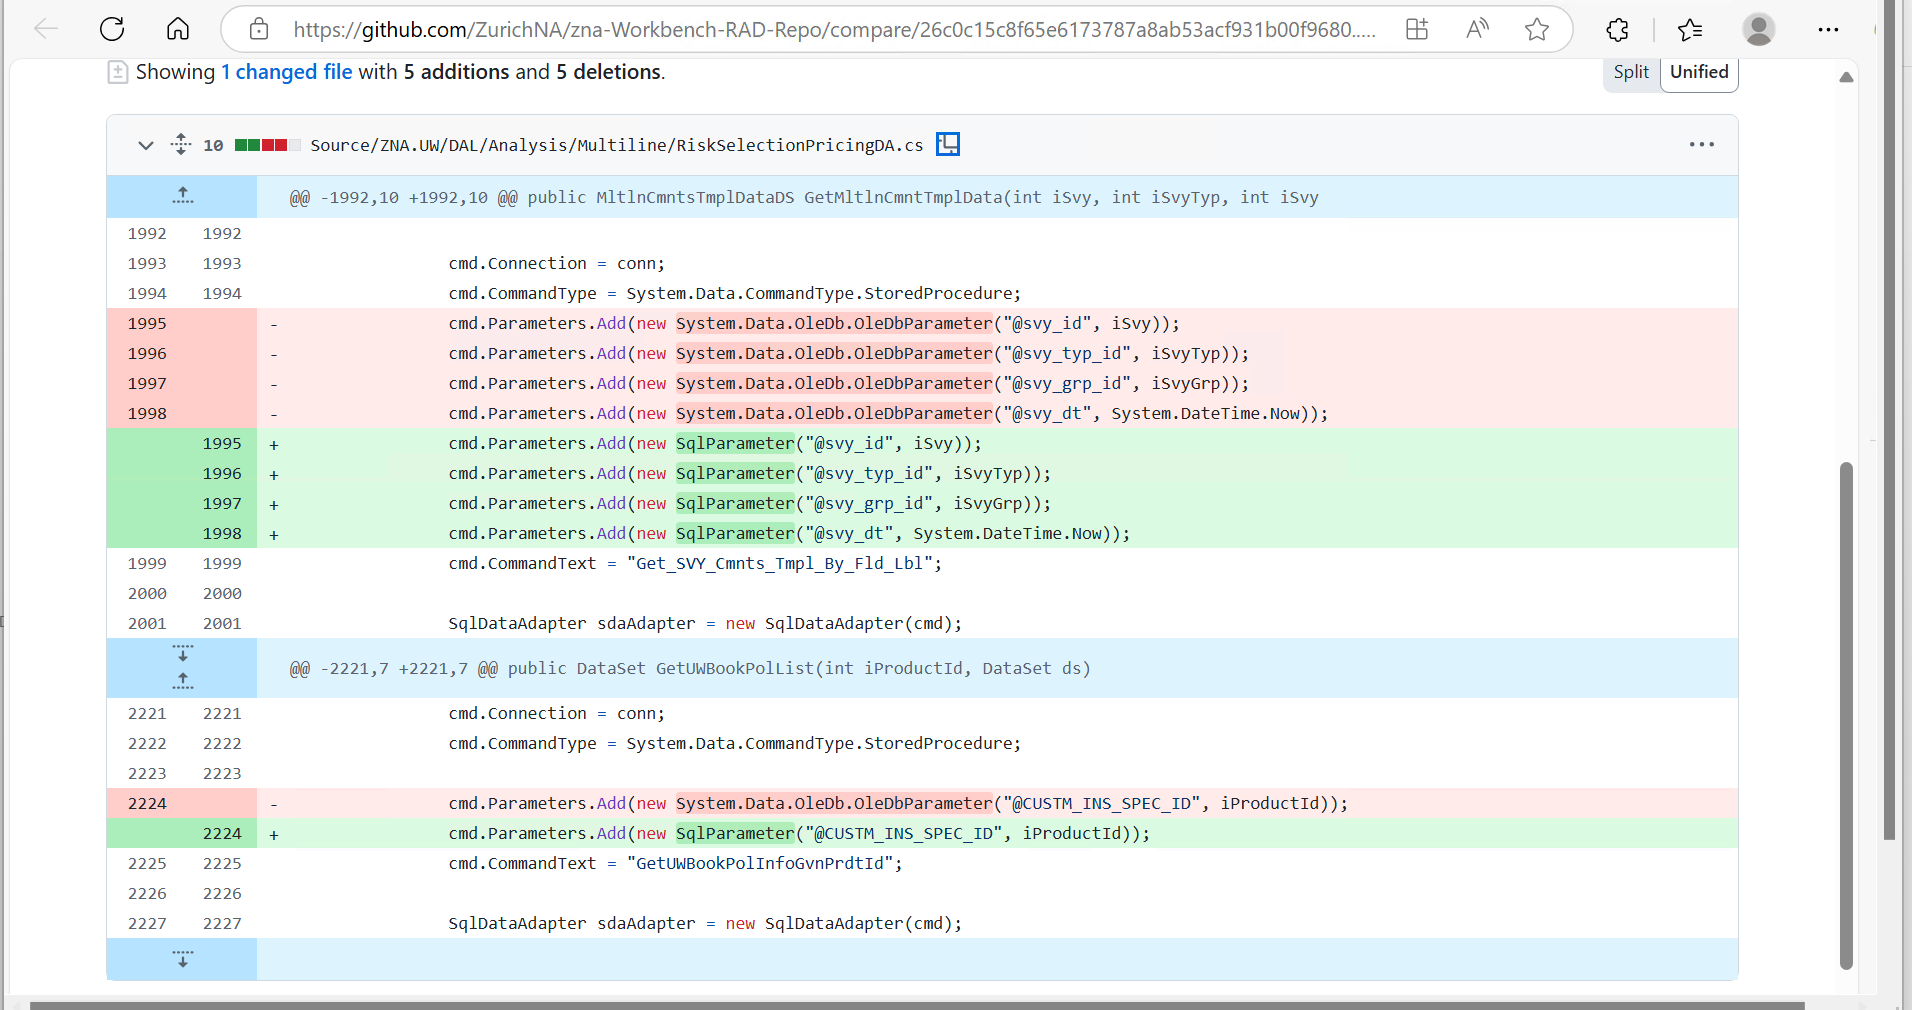 https://github.com/ZurichNA/zna-Workbench-RAD-Repo/compare/26c0c15c8f65e6173787a8ab53acf931b00f9680.....
Showing 1 changed file with 5 additions and 5 deletions.
Split Unified
10 Source/ZNA.UW/DAL/Analysis/Multiline/RiskSelectionPricingDA.cs
@@ -1992,10 +1992,10 @@ public MltlnCmntsTmplDataDS GetMltlnCmntTmplData(int iSvy, int iSvyTyp, int iSvy
1992 1992
1993 1993 cmd.Connection = conn;
1994 1994 cmd.CommandType = System.Data.CommandType.StoredProcedure;
1995 - cmd.Parameters.Add(new System.Data.OleDb.OleDbParameter("@svy_id", iSvy));
1996 - cmd.Parameters.Add(new System.Data.OleDb.OleDbParameter("@svy_typ_id", iSvyTyp));
1997 - cmd.Parameters.Add(new System.Data.OleDb.OleDbParameter("@svy_grp_id", iSvyGrp));
1998 - cmd.Parameters.Add(new System.Data.OleDb.OleDbParameter("@svy_dt", System.DateTime.Now));
1995 + cmd.Parameters.Add(new SqlParameter("@svy_id", iSvy));
1996 + cmd.Parameters.Add(new SqlParameter("@svy_typ_id", iSvyTyp));
1997 + cmd.Parameters.Add(new SqlParameter("@svy_grp_id", iSvyGrp));
1998 + cmd.Parameters.Add(new SqlParameter("@svy_dt", System.DateTime.Now));
1999 1999 cmd.CommandText = "Get_SVY_Cmnts_Tmpl_By_Fld_Lbl";
2000 2000
2001 2001 SqlDataAdapter sdaAdapter = new SqlDataAdapter(cmd);
@@ -2221,7 +2221,7 @@ public DataSet GetUWBookPolList(int iProductId, DataSet ds)
2221 2221 cmd.Connection = conn;
2222 2222 cmd.CommandType = System.Data.CommandType.StoredProcedure;
2223 2223
2224 - cmd.Parameters.Add(new System.Data.OleDb.OleDbParameter("@CUSTM_INS_SPEC_ID", iProductId));
2224 + cmd.Parameters.Add(new SqlParameter("@CUSTM_INS_SPEC_ID", iProductId));
2225 2225 cmd.CommandText = "GetUWBookPolInfoGvnPrdtId";
2226 2226
2227 2227 SqlDataAdapter sdaAdapter = new SqlDataAdapter(cmd);